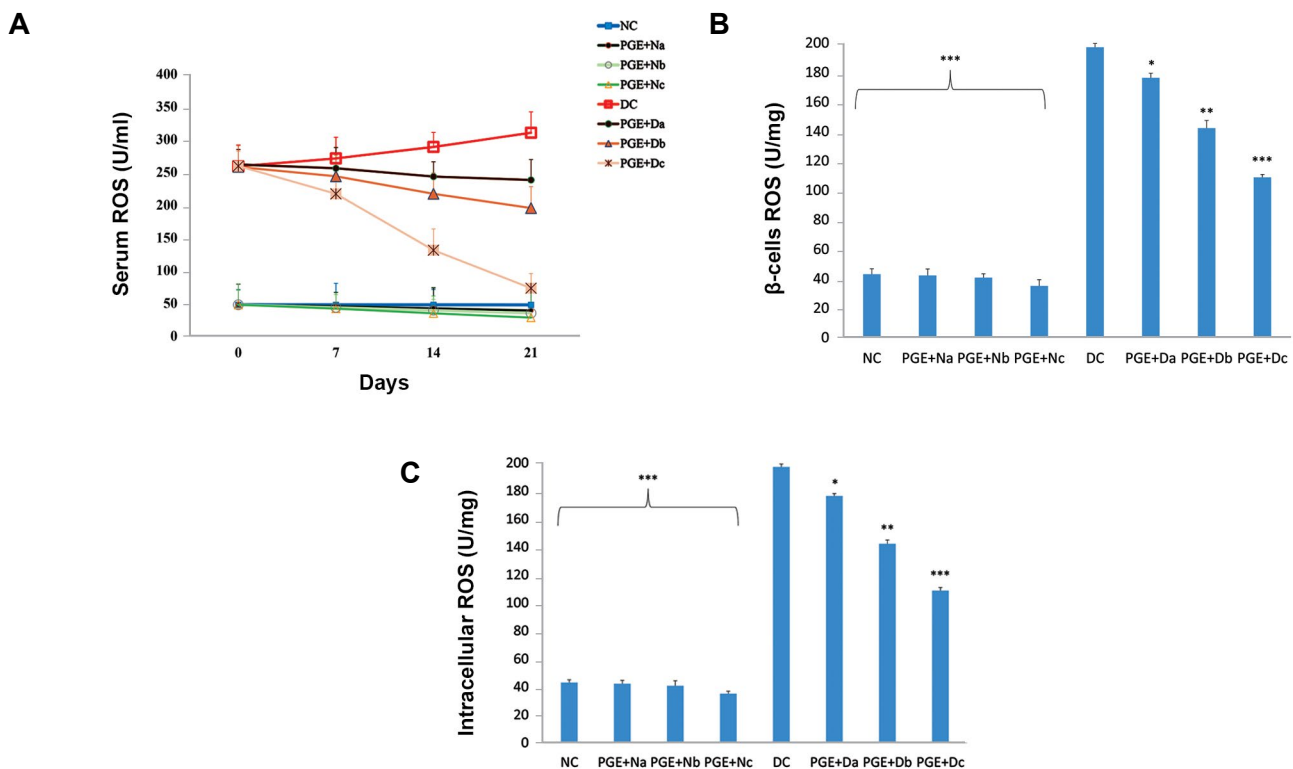 A
NC
PGE+Na
PGE+Nb
PGE+Nc
DC
PGE+Da
PGE+Db
PGE+Dc
Serum ROS (U/ml)
400
350
300
250
200
150
100
50
0
0 7 14 21
Days
B
β-cells ROS (U/mg)
200
180
160
140
120
100
80
60
40
20
0
***
*
**
***
NC PGE+Na PGE+Nb PGE+Nc DC PGE+Da PGE+Db PGE+Dc
C
Intracellular ROS (U/mg)
200
180
160
140
120
100
80
60
40
20
0
***
*
**
***
NC PGE+Na PGE+Nb PGE+Nc DC PGE+Da PGE+Db PGE+Dc